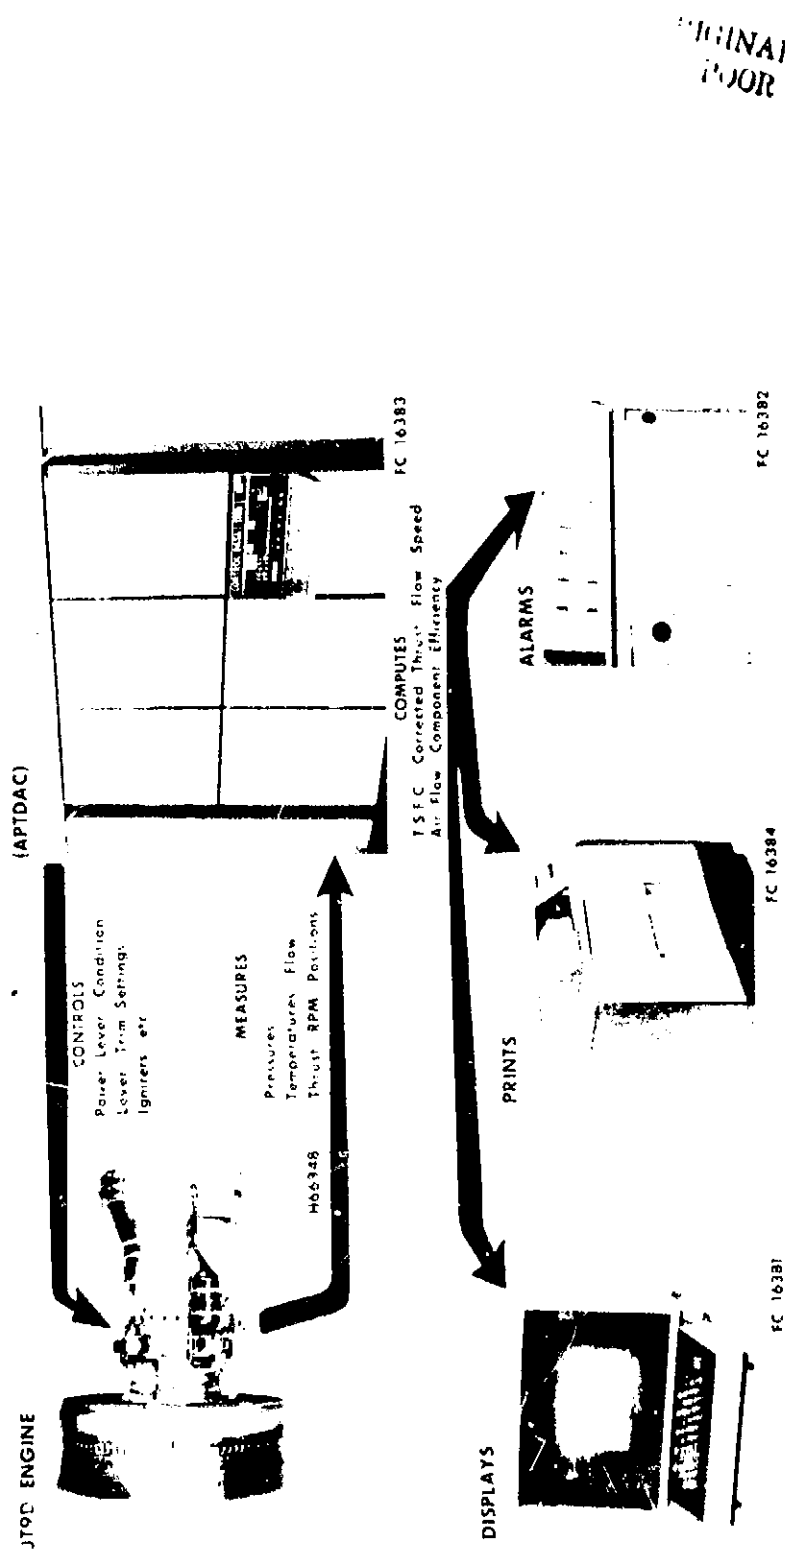 POOR
JT9D ENGINE
(APTDAC)
CONTROLS
Power Lever Condition
Lever Trim Settings
Igniters etc
MEASURES
Pressures
Temperatures Flow
Thrust RPM Positions
H66348
FC 16383
COMPUTES
TSFC Corrected Thrust Flow Speed
Air Flow Component Efficiency
DISPLAYS
PRINTS
ALARMS
FC 16381
FC 16384
FC 16382